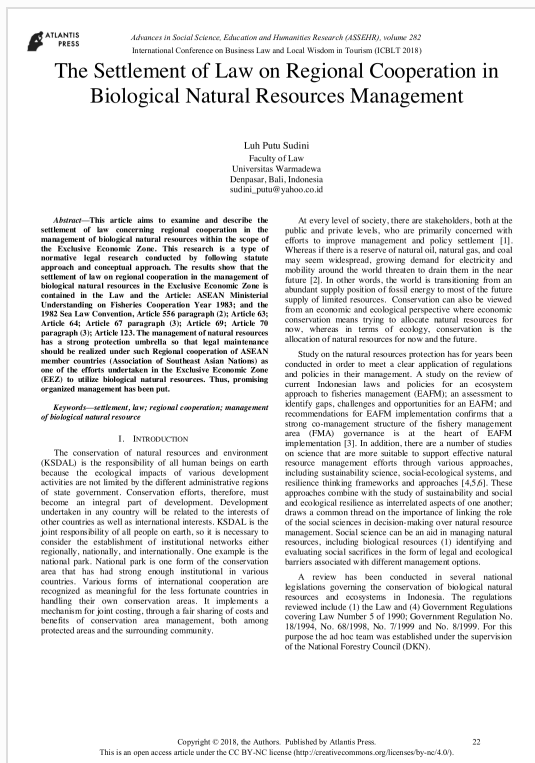 ATLANTIS
PRESS
Advances in Social Science, Education and Humanities Research (ASSEHR), volume 282
International Conference on Business Law and Local Wisdom in Tourism (ICBLT 2018)
The Settlement of Law on Regional Cooperation in
Biological Natural Resources Management
Luh Putu Sudini
Faculty of Law
Universitas Warmadewa
Denpasar, Bali, Indonesia
sudini_putu@yahoo.co.id
Abstract—This article aims to examine and describe the
settlement of law concerning regional cooperation in the
management of biological natural resources within the scope of
the Exclusive Economic Zone. This research is a type of
normative legal research conducted by following statute
approach and conceptual approach. The results show that the
settlement of law on regional cooperation in the management of
biological natural resources in the Exclusive Economic Zone is
contained in the Law and the Article: ASEAN Ministerial
Understanding on Fisheries Cooperation Year 1983; and the
1982 Sea Law Convention, Article 556 paragraph (2); Article 63;
Article 64; Article 67 paragraph (3); Article 69; Article 70
paragraph (3); Article 123. The management of natural resources
has a strong protection umbrella so that legal maintenance
should be realized under such Regional cooperation of ASEAN
member countries (Association of Southeast Asian Nations) as
one of the efforts undertaken in the Exclusive Economic Zone
(EEZ) to utilize biological natural resources. Thus, promising
organized management has been put.
Keywords—settlement, law; regional cooperation; management
of biological natural resource
I. INTRODUCTION
The conservation of natural resources and environment
(KSDAL) is the responsibility of all human beings on earth
because the ecological impacts of various development
activities are not limited by the different administrative regions
of state government. Conservation efforts, therefore, must
become an integral part of development. Development
undertaken in any country will be related to the interests of
other countries as well as international interests. KSDAL is the
joint responsibility of all people on earth, so it is necessary to
consider the establishment of institutional networks either
regionally, nationally, and internationally. One example is the
national park. National park is one form of the conservation
area that has had strong enough institutional in various
countries. Various forms of international cooperation are
recognized as meaningful for the less fortunate countries in
handling their own conservation areas. It implements a
mechanism for joint costing, through a fair sharing of costs and
benefits of conservation area management, both among
protected areas and the surrounding community.
At every level of society, there are stakeholders, both at the
public and private levels, who are primarily concerned with
efforts to improve management and policy settlement [1].
Whereas if there is a reserve of natural oil, natural gas, and coal
may seem widespread, growing demand for electricity and
mobility around the world threaten to drain them in the near
future [2]. In other words, the world is transitioning from an
abundant supply position of fossil energy to most of the future
supply of limited resources. Conservation can also be viewed
from an economic and ecological perspective where economic
conservation means trying to allocate natural resources for
now, whereas in terms of ecology, conservation is the
allocation of natural resources for now and the future.
Study on the natural resources protection has for years been
conducted in order to meet a clear application of regulations
and policies in their management. A study on the review of
current Indonesian laws and policies for an ecosystem
approach to fisheries management (EAFM); an assessment to
identify gaps, challenges and opportunities for an EAFM; and
recommendations for EAFM implementation confirms that a
strong co-management structure of the fishery management
area (FMA) governance is at the heart of EAFM
implementation [3]. In addition, there are a number of studies
on science that are more suitable to support effective natural
resource management efforts through various approaches,
including sustainability science, social-ecological systems, and
resilience thinking frameworks and approaches [4,5,6]. These
approaches combine with the study of sustainability and social
and ecological resilience as interrelated aspects of one another;
draws a common thread on the importance of linking the role
of the social sciences in decision-making over natural resource
management. Social science can be an aid in managing natural
resources, including biological resources (1) identifying and
evaluating social sacrifices in the form of legal and ecological
barriers associated with different management options.
A review has been conducted in several national
legislations governing the conservation of biological natural
resources and ecosystems in Indonesia. The regulations
reviewed include (1) the Law and (4) Government Regulations
covering Law Number 5 of 1990; Government Regulation No.
18/1994, No. 68/1998, No. 7/1999 and No. 8/1999. For this
purpose the ad hoc team was established under the supervision
of the National Forestry Council (DKN).
Copyright © 2018, the Authors. Published by Atlantis Press.
22
This is an open access article under the CC BY-NC license (http://creativecommons.org/licenses/by-nc/4.0/).